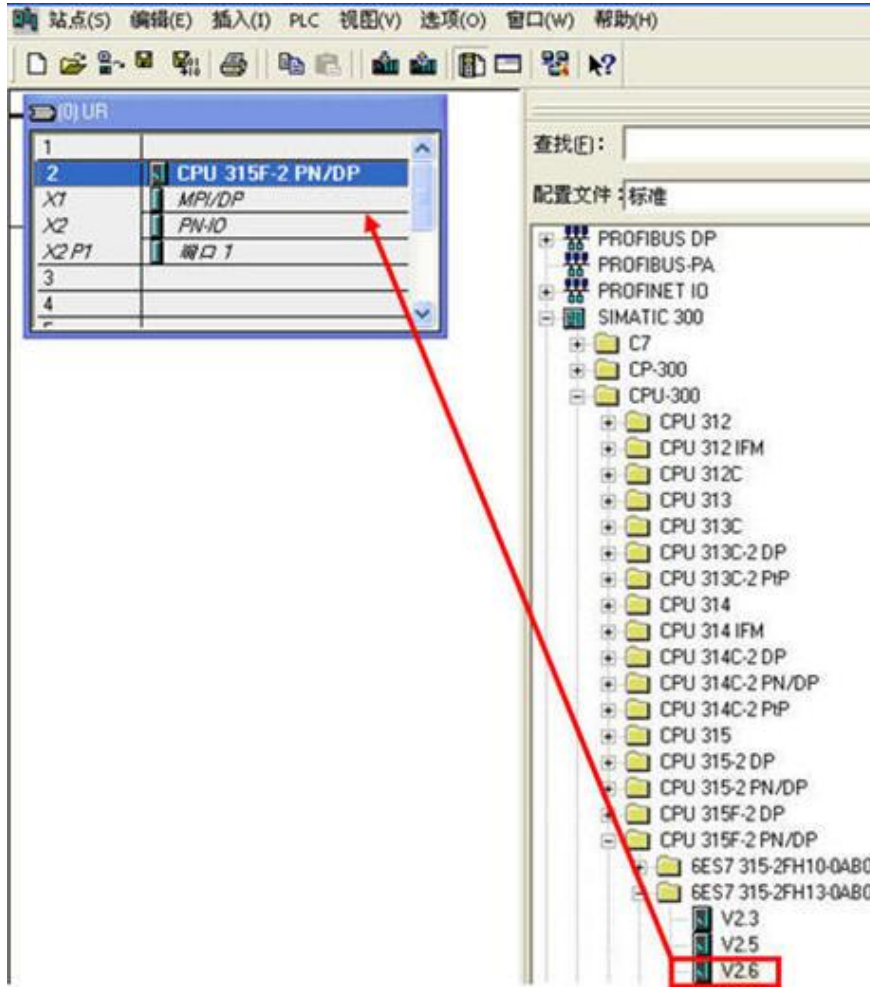 站点(S) 编辑(E) 插入(I) PLC 视图(V) 选项(O) 窗口(W) 帮助(H)
(0) UR
1
2 CPU 315F-2 PN/DP
X1 MPI/DP
X2 PN-IO
X2 P1 端口 1
3
4
查找(F):
配置文件: 标准
PROFIBUS DP
PROFIBUS-PA
PROFINET IO
SIMATIC 300
C7
CP-300
CPU-300
CPU 312
CPU 312 IFM
CPU 312C
CPU 313
CPU 313C
CPU 313C-2 DP
CPU 313C-2 PtP
CPU 314
CPU 314 IFM
CPU 314C-2 DP
CPU 314C-2 PN/DP
CPU 314C-2 PtP
CPU 315
CPU 315-2 DP
CPU 315-2 PN/DP
CPU 315F-2 DP
CPU 315F-2 PN/DP
6ES7 315-2FH10-0AB0
6ES7 315-2FH13-0AB0
V2.3
V2.5
V2.6